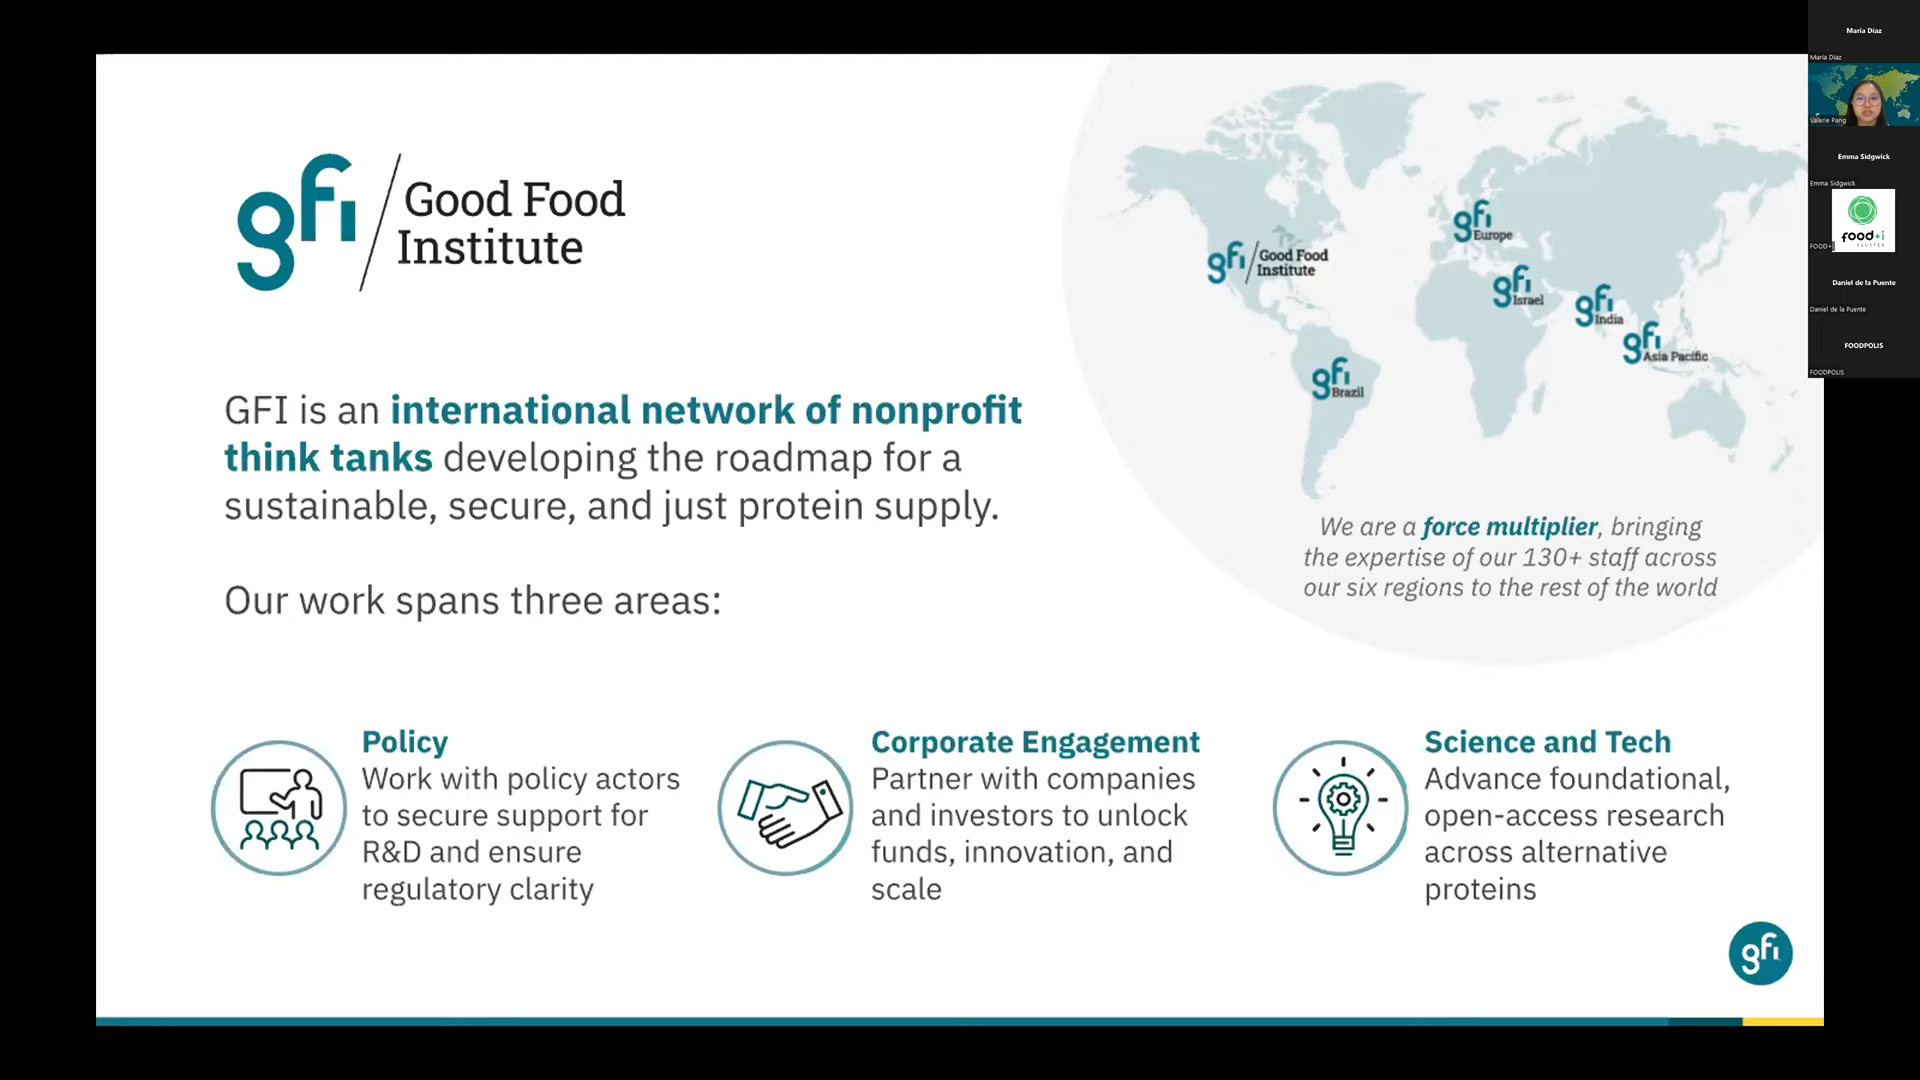 gfi / Good Food
Institute
GFI is an international network of nonprofit
think tanks developing the roadmap for a
sustainable, secure, and just protein supply.
Our work spans three areas:
gfi / Good Food
Institute
gfi Europe
gfi Israel
gfi India
gfi Asia Pacific
gfi Brazil
We are a force multiplier, bringing
the expertise of our 130+ staff across
our six regions to the rest of the world
Policy
Work with policy actors
to secure support for
R&D and ensure
regulatory clarity
Corporate Engagement
Partner with companies
and investors to unlock
funds, innovation, and
scale
Science and Tech
Advance foundational,
open-access research
across alternative
proteins
gfi
María Díaz
María Díaz
Valerie Pang
Emma Sidgwick
Emma Sidgwick
food+i
CLUSTER
FOOD+i
Daniel de la Puente
Daniel de la Puente
FOODPOLIS
FOODPOLIS